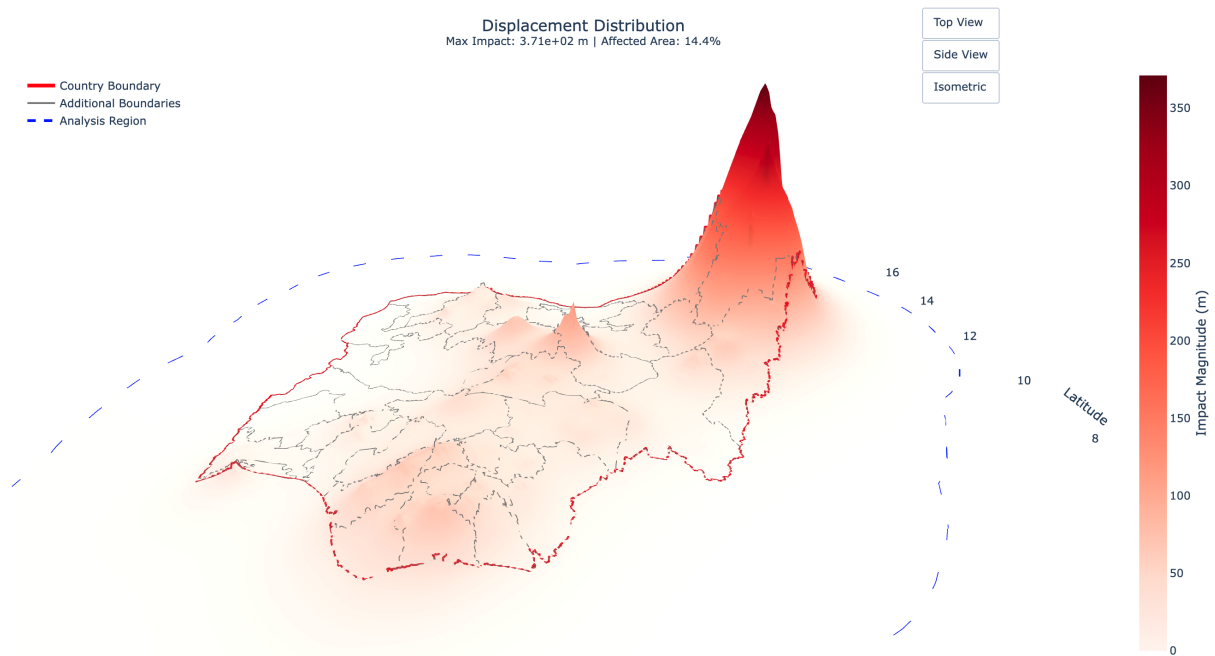 Displacement Distribution
Max Impact: 3.71e+02 m | Affected Area: 14.4%
Top View
Side View
Isometric
Country Boundary
Additional Boundaries
Analysis Region
16
14
12
10
8
Latitude
350
300
250
200
150
100
50
0
Impact Magnitude (m)